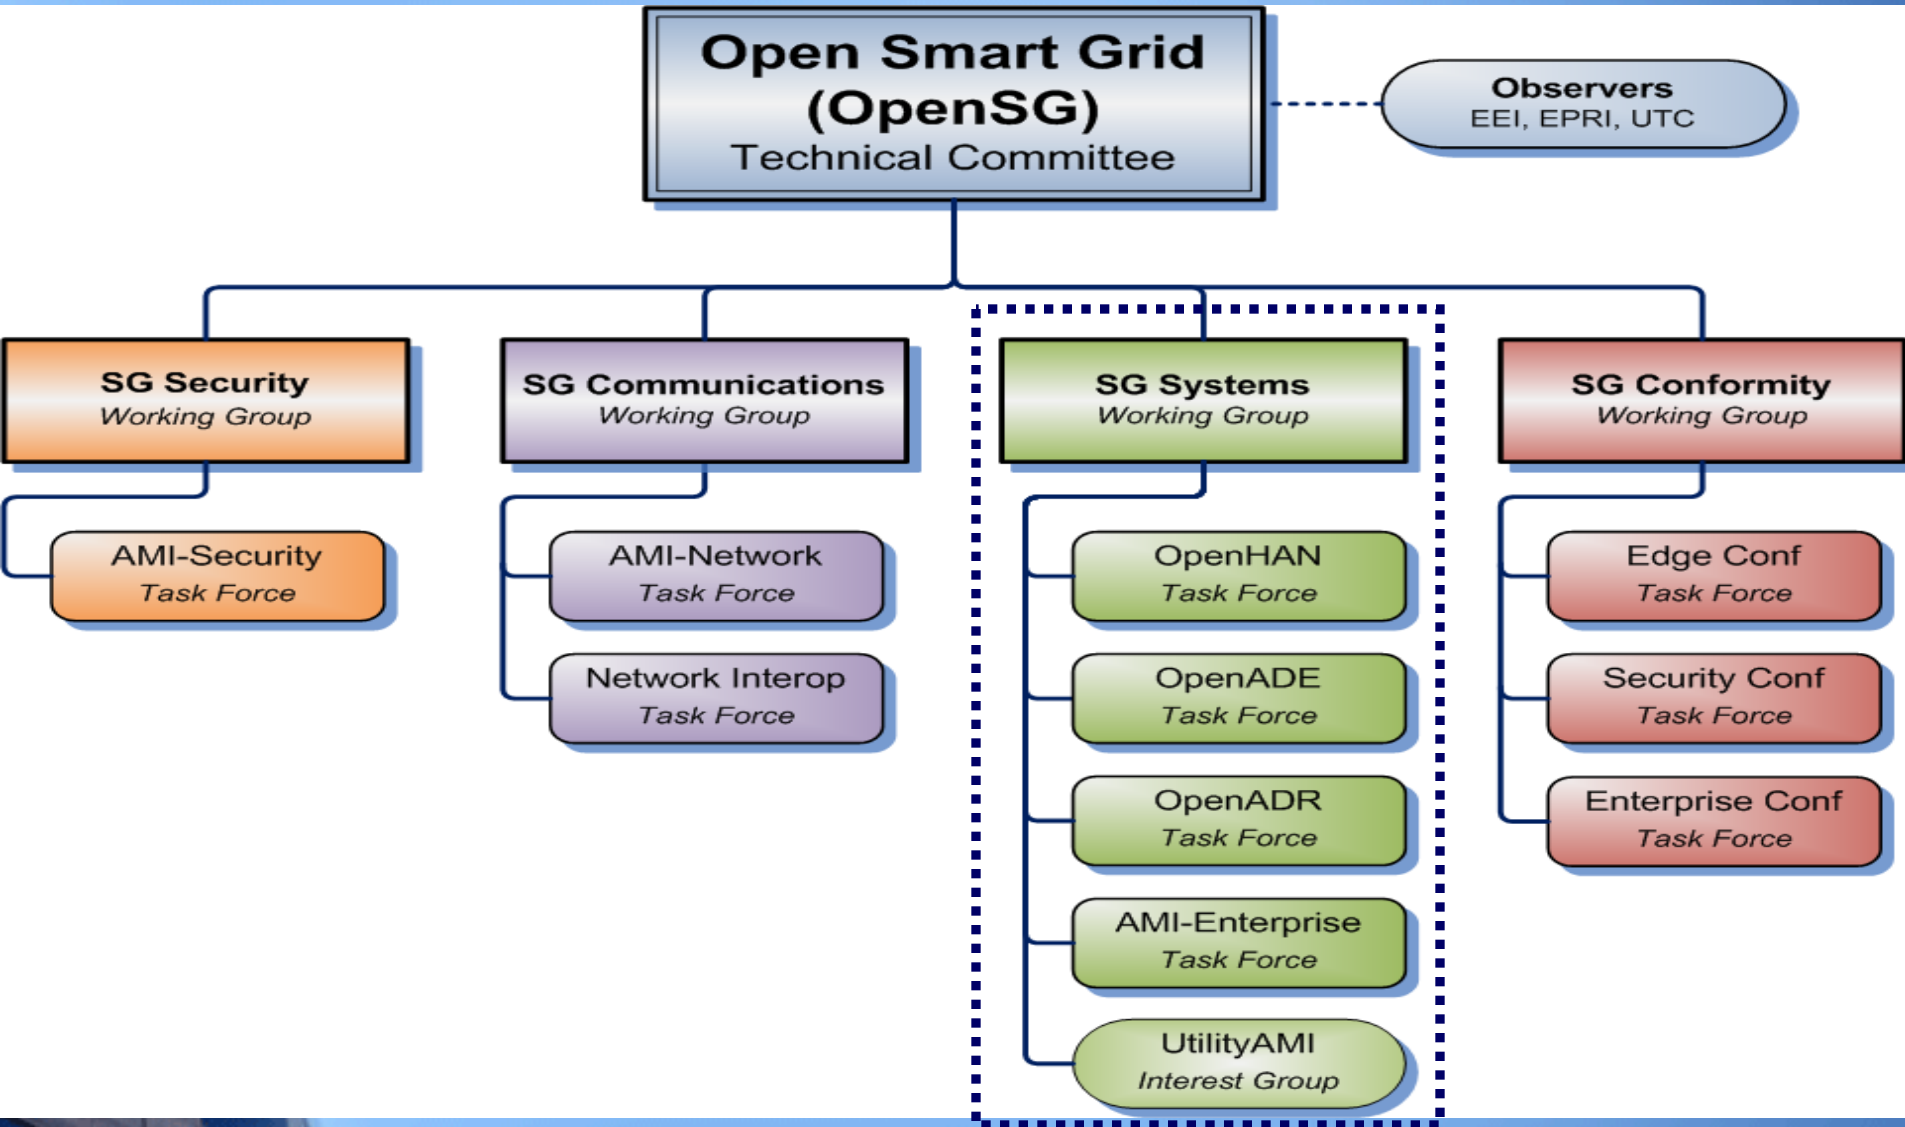 Open Smart Grid
(OpenSG)
Technical Committee
Observers
EEI, EPRI, UTC
SG Security
Working Group
AMI-Security
Task Force
SG Communications
Working Group
AMI-Network
Task Force
Network Interop
Task Force
SG Systems
Working Group
OpenHAN
Task Force
OpenADE
Task Force
OpenADR
Task Force
AMI-Enterprise
Task Force
UtilityAMI
Interest Group
SG Conformity
Working Group
Edge Conf
Task Force
Security Conf
Task Force
Enterprise Conf
Task Force